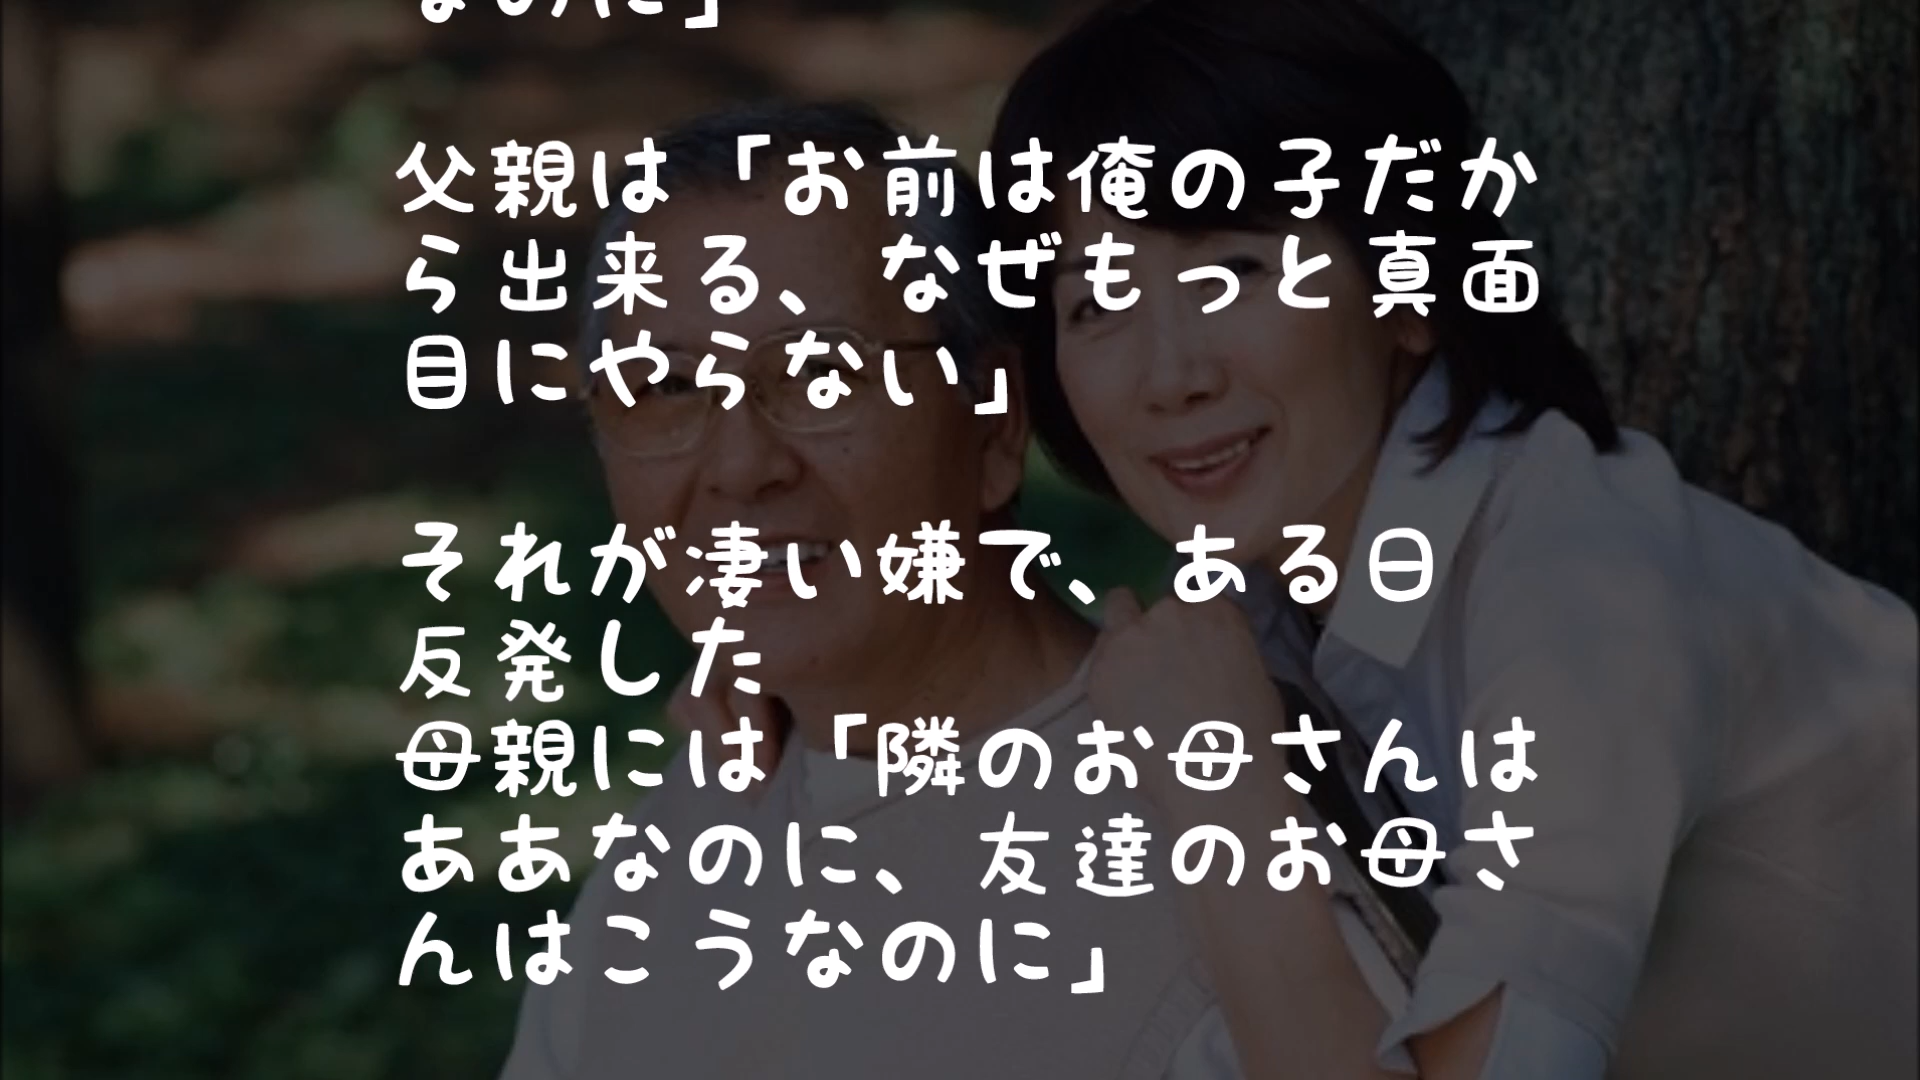 なのに」
父親は「お前は俺の子だか
ら出来る、なぜもっと真面
目にやらない」
それが凄い嫌で、ある日
反発した
母親には「隣のお母さんは
ああなのに、友達のお母さ
んはこうなのに」